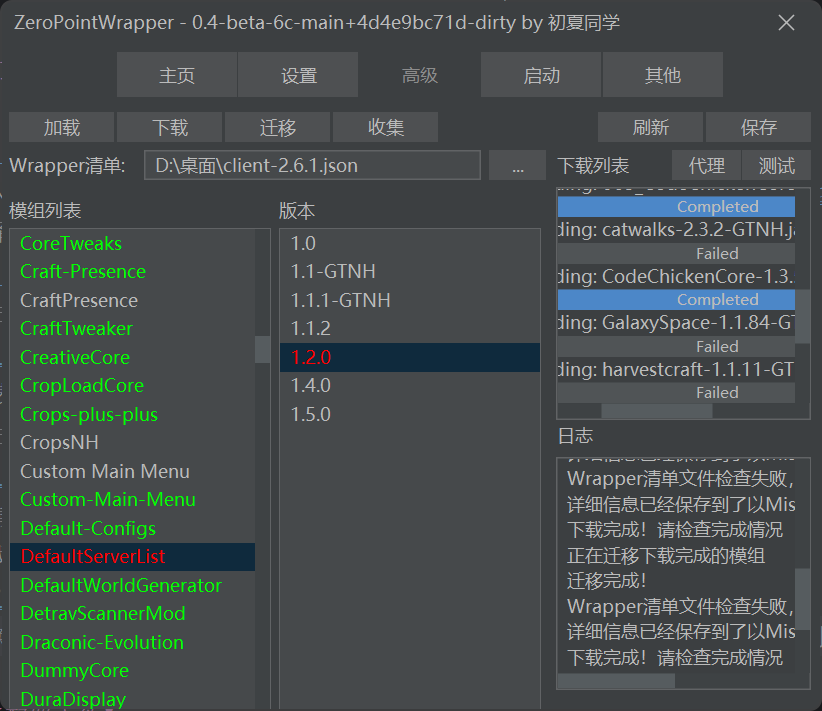 ZeroPointWrapper - 0.4-beta-6c-main+4d4e9bc71d-dirty by 初夏同学
主页 设置 高级 启动 其他
加载 下载 迁移 收集 刷新 保存
Wrapper清单: D:\桌面\client-2.6.1.json ... 下载列表 代理 测试
模组列表
CoreTweaks
Craft-Presence
CraftPresence
CraftTweaker
CreativeCore
CropLoadCore
Crops-plus-plus
CropsNH
Custom Main Menu
Custom-Main-Menu
Default-Configs
DefaultServerList
DefaultWorldGenerator
DetravScannerMod
Draconic-Evolution
DummyCore
DuraDisplay
版本
1.0
1.1-GTNH
1.1.1-GTNH
1.1.2
1.2.0
1.4.0
1.5.0
Completed
ding: catwalks-2.3.2-GTNH.j
Failed
ding: CodeChickenCore-1.3.
Completed
ding: GalaxySpace-1.1.84-GT
Failed
ding: harvestcraft-1.1.11-GT
Failed
日志
Wrapper清单文件检查失败,
详细信息已经保存到了以Mis
下载完成! 请检查完成情况
正在迁移下载完成的模组
迁移完成!
Wrapper清单文件检查失败,
详细信息已经保存到了以Mis
下载完成! 请检查完成情况